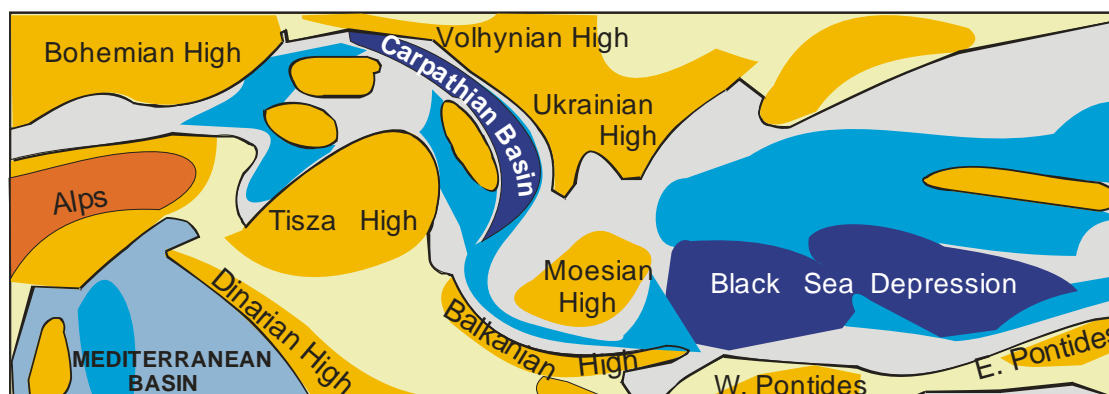 Bohemian High
Volhynian High
Carpathian Basin
Ukrainian
High
Alps
Tisza High
Moesian
High
Black Sea Depression
Dinarian High
Balkanian High
MEDITERRANEAN
BASIN
W. Pontides
E. Pontides